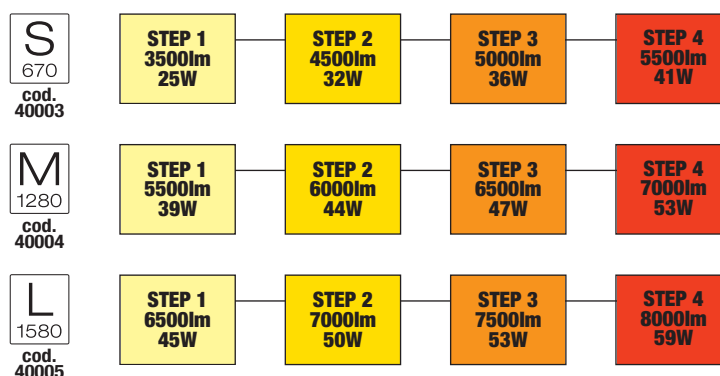 S
670
cod.
40003
STEP 1
3500lm
25W
STEP 2
4500lm
32W
STEP 3
5000lm
36W
STEP 4
5500lm
41W
M
1280
cod.
40004
STEP 1
5500lm
39W
STEP 2
6000lm
44W
STEP 3
6500lm
47W
STEP 4
7000lm
53W
L
1580
cod.
40005
STEP 1
6500lm
45W
STEP 2
7000lm
50W
STEP 3
7500lm
53W
STEP 4
8000lm
59W